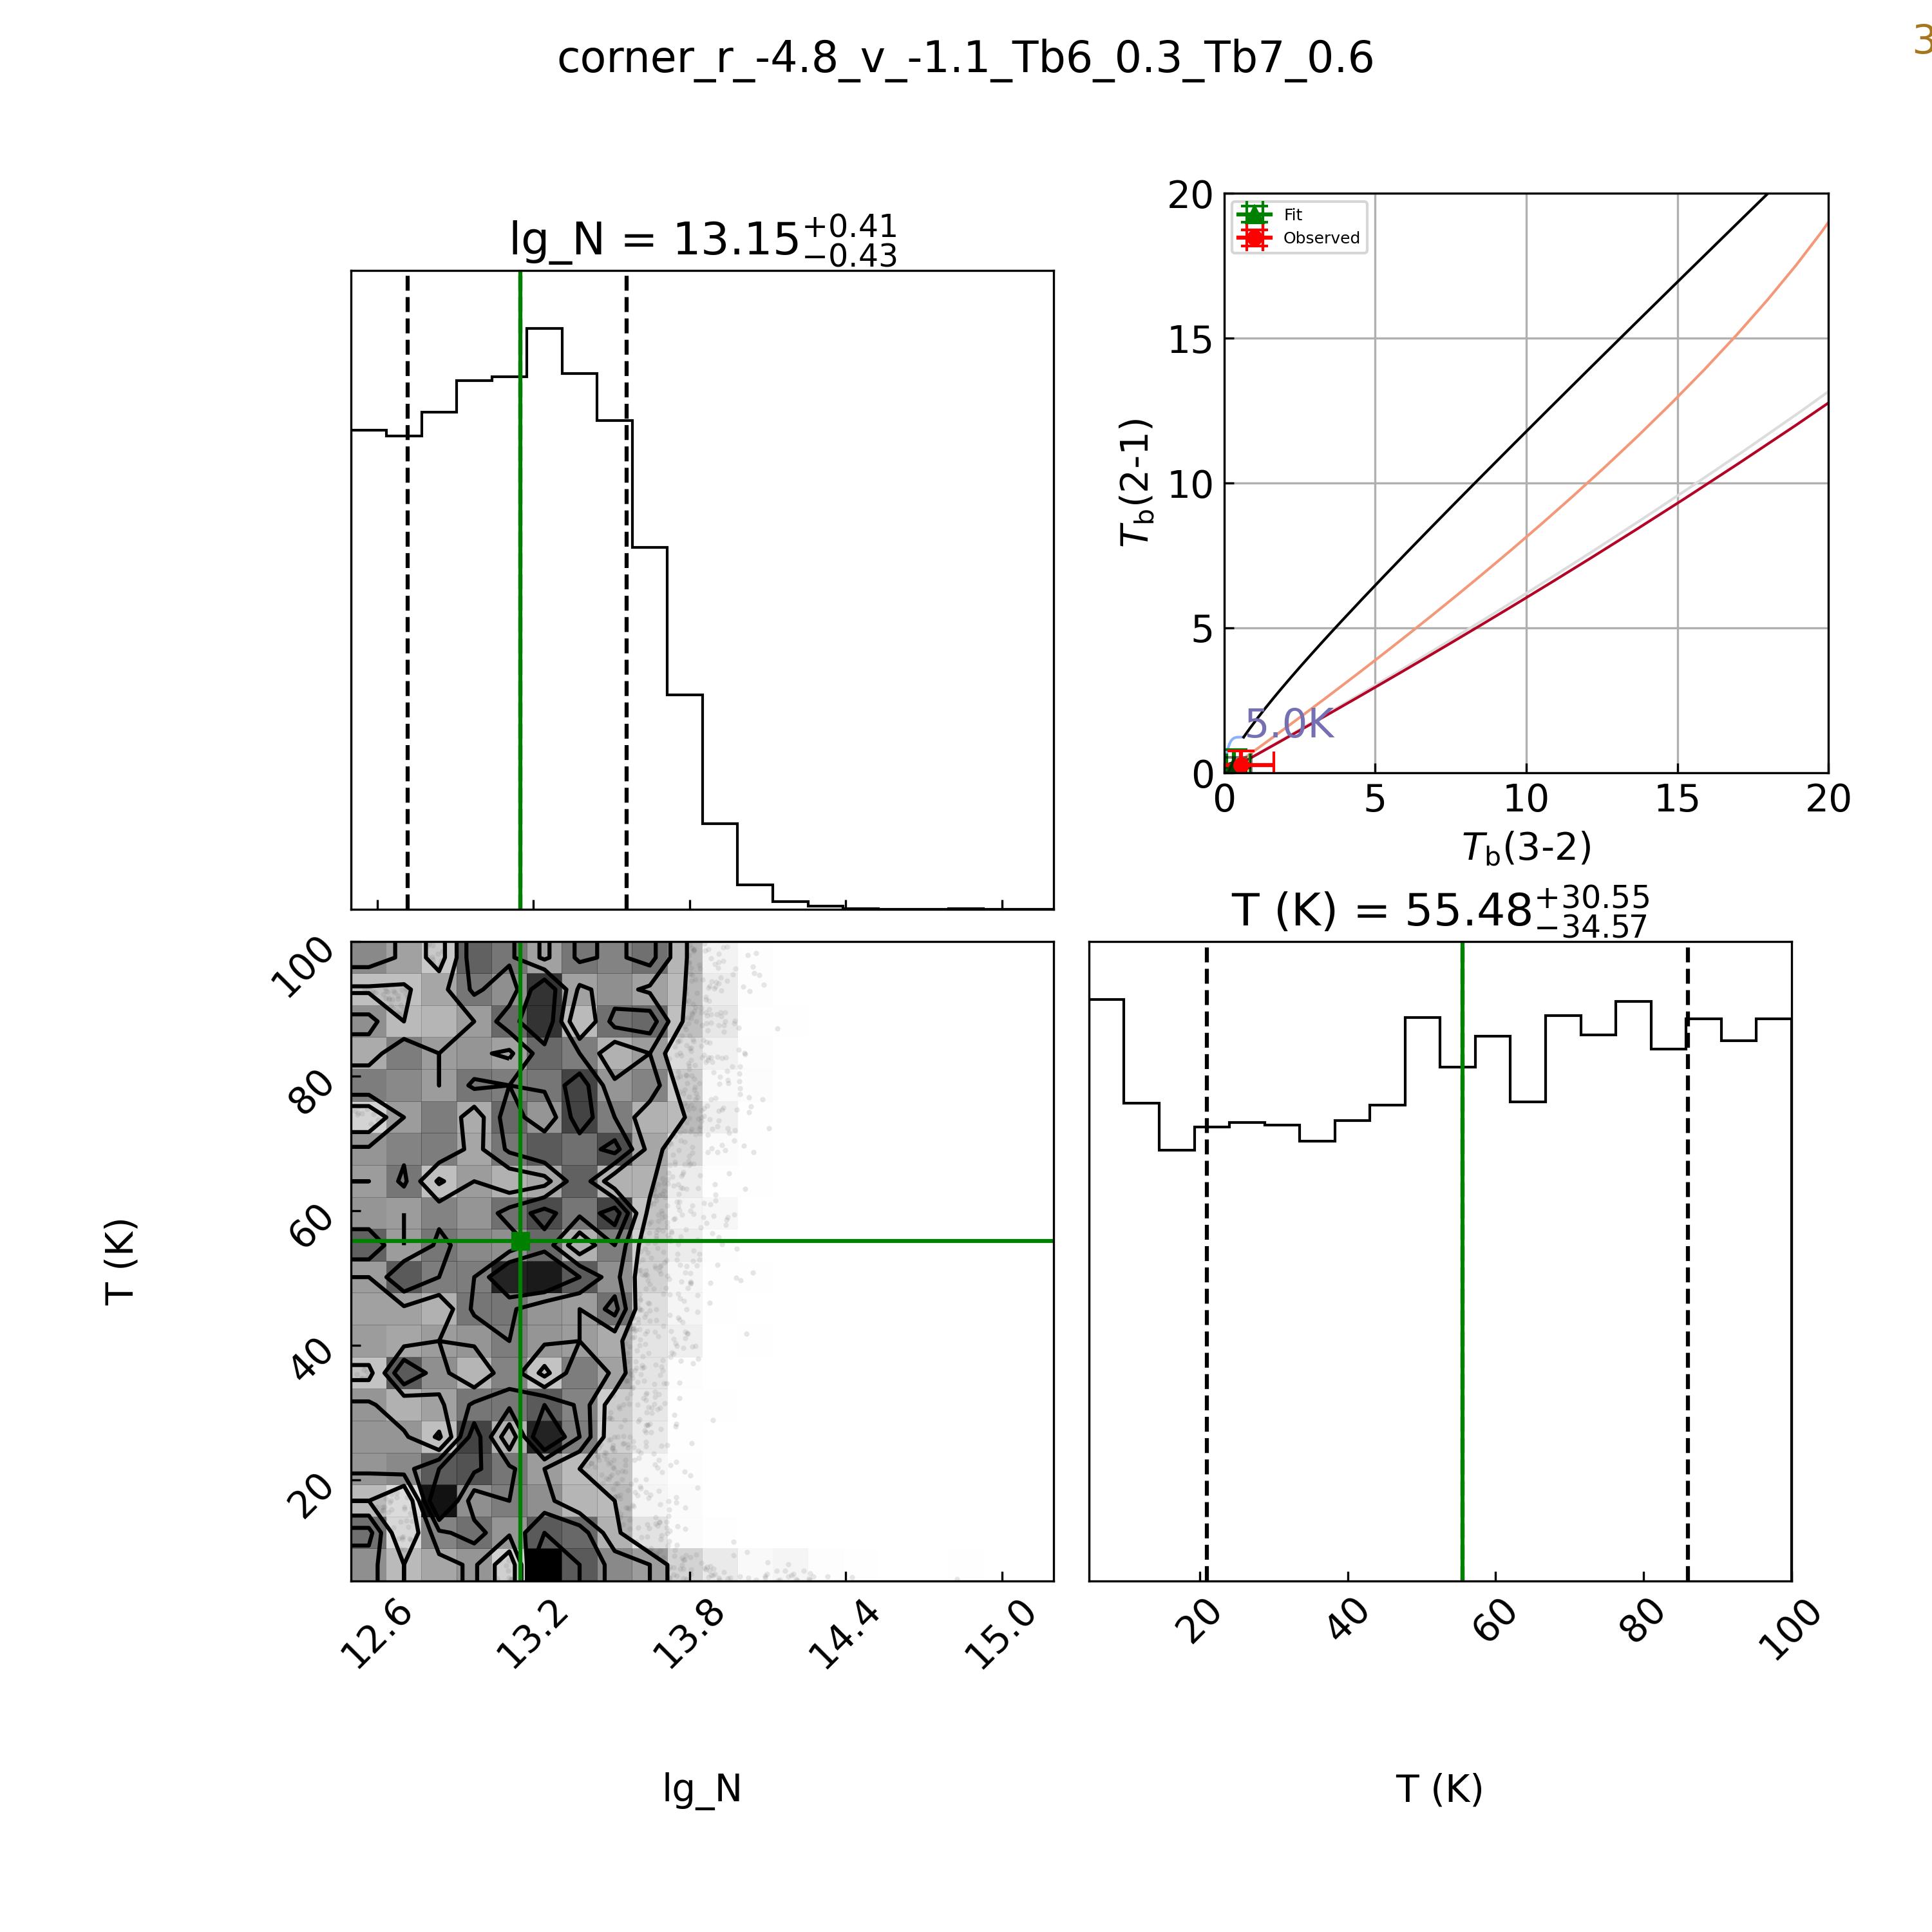 corner_r_-4.8_v_-1.1_Tb6_0.3_Tb7_0.6
3
lg_N = 13.15 +0.41 −0.43
20
15
10
5
0
Tb(2-1)
Fit
Observed
5.0K
0 5 10 15 20
Tb(3-2)
T (K) = 55.48 +30.55 −34.57
100
80
60
40
20
T (K)
12.6 13.2 13.8 14.4 15.0
lg_N
20 40 60 80 100
T (K)